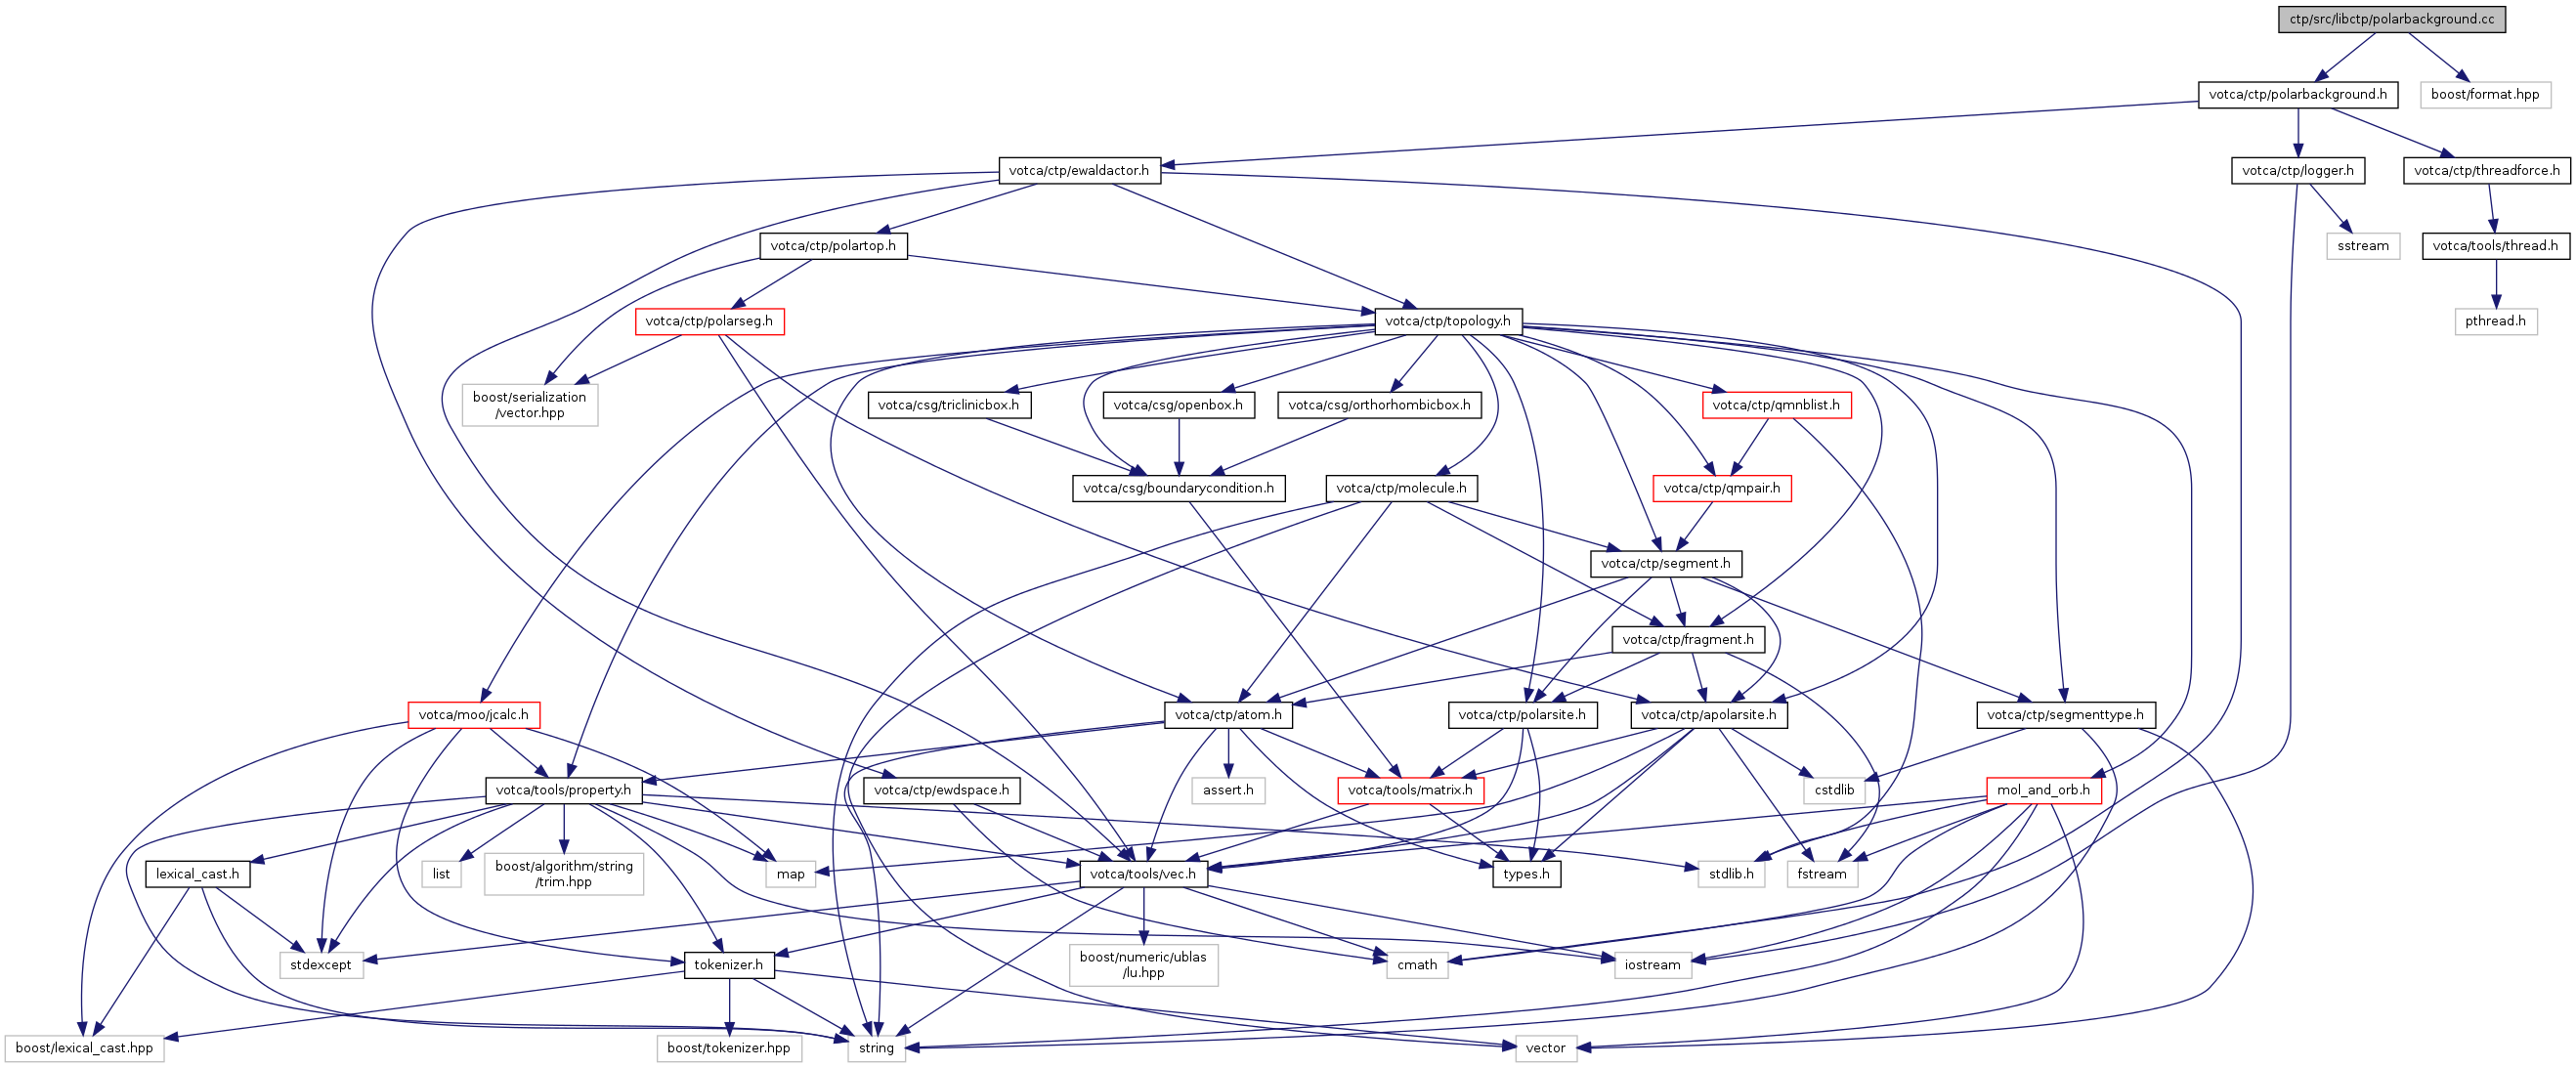 ctp/src/libctp/polarbackground.cc
votca/ctp/polarbackground.h
boost/format.hpp
votca/ctp/ewaldactor.h
votca/ctp/logger.h
votca/ctp/threadforce.h
votca/ctp/polartop.h
sstream
votca/tools/thread.h
votca/ctp/polarseg.h
votca/ctp/topology.h
pthread.h
boost/serialization
/vector.hpp
votca/csg/triclinicbox.h
votca/csg/openbox.h
votca/csg/orthorhombicbox.h
votca/ctp/qmnblist.h
votca/csg/boundarycondition.h
votca/ctp/molecule.h
votca/ctp/qmpair.h
votca/ctp/segment.h
votca/ctp/fragment.h
votca/moo/jcalc.h
votca/ctp/atom.h
votca/ctp/polarsite.h
votca/ctp/apolarsite.h
votca/ctp/segmenttype.h
votca/tools/property.h
votca/ctp/ewdspace.h
assert.h
votca/tools/matrix.h
cstdlib
mol_and_orb.h
lexical_cast.h
list
boost/algorithm/string
/trim.hpp
map
votca/tools/vec.h
types.h
stdlib.h
fstream
stdexcept
tokenizer.h
boost/numeric/ublas
/lu.hpp
cmath
iostream
boost/lexical_cast.hpp
boost/tokenizer.hpp
string
vector